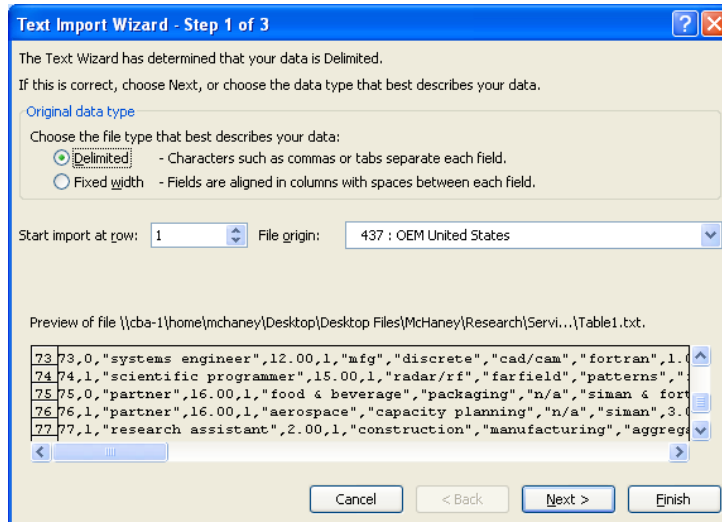 Text Import Wizard - Step 1 of 3
The Text Wizard has determined that your data is Delimited.
If this is correct, choose Next, or choose the data type that best describes your data.
Original data type
Choose the file type that best describes your data:
Delimited - Characters such as commas or tabs separate each field.
Fixed width - Fields are aligned in columns with spaces between each field.
Start import at row: 1 File origin: 437 : OEM United States
Preview of file \\cba-1\home\mchaney\Desktop\Desktop Files\McHaney\Research\Servi...\Table1.txt.
73 73,0,"systems engineer",12.00,1,"mfg","discrete","cad/cam","fortran",1.
74 74,1,"scientific programmer",15.00,1,"radar/rf","farfield","patterns",
75 75,0,"partner",16.00,1,"food & beverage","packaging","n/a","siman & fort
76 76,1,"partner",16.00,1,"aerospace","capacity planning","n/a","siman",3.
77 77,1,"research assistant",2.00,1,"construction","manufacturing","aggreg
Cancel < Back Next > Finish